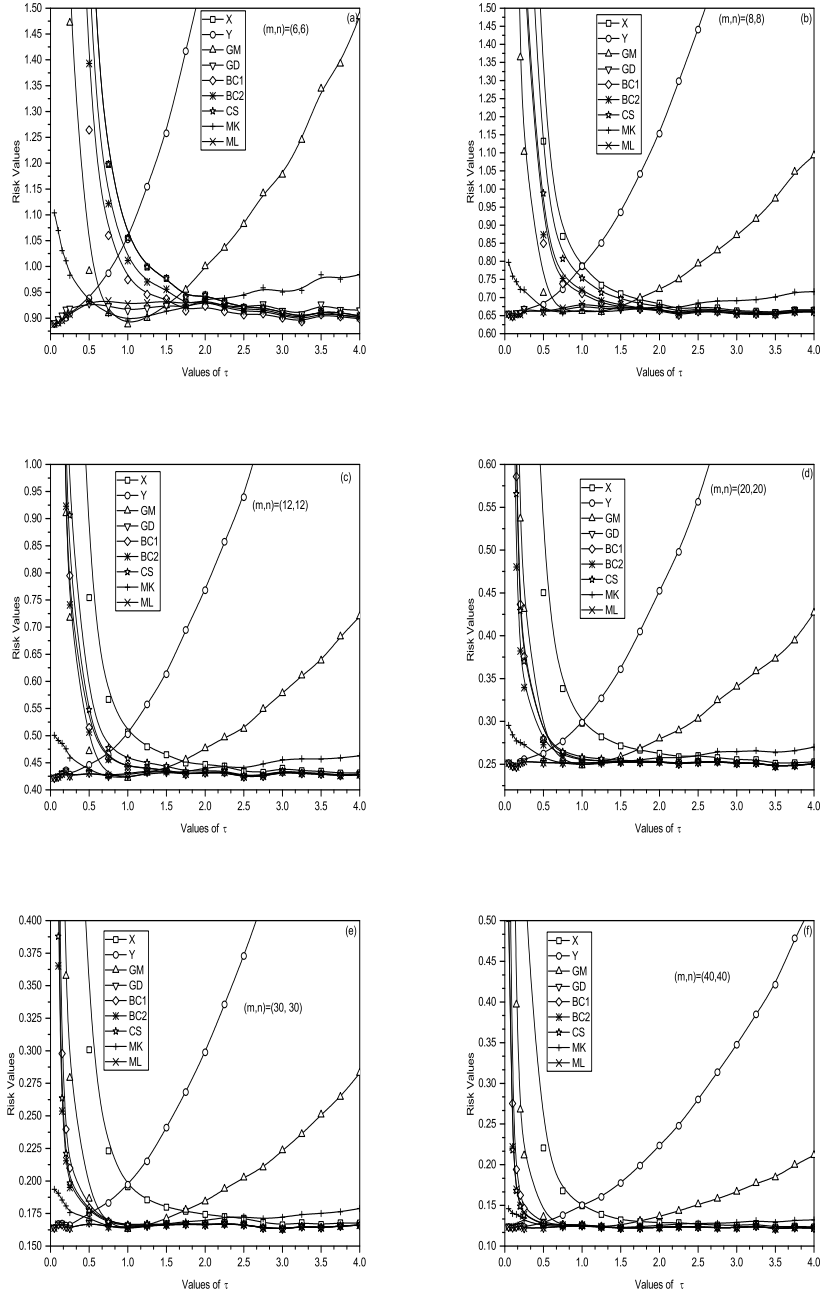 (a)
(m,n)=(6,6)
X
Y
GM
GD
BC1
BC2
CS
MK
ML
1.50
1.45
1.40
1.35
1.30
1.25
1.20
1.15
1.10
1.05
1.00
0.95
0.90
Risk Values
0.0 0.5 1.0 1.5 2.0 2.5 3.0 3.5 4.0
Values of τ
(b)
(m,n)=(8,8)
X
Y
GM
GD
BC1
BC2
CS
MK
ML
1.50
1.45
1.40
1.35
1.30
1.25
1.20
1.15
1.10
1.05
1.00
0.95
0.90
0.85
0.80
0.75
0.70
0.65
0.60
Risk Values
0.0 0.5 1.0 1.5 2.0 2.5 3.0 3.5 4.0
Values of τ
(c)
(m,n)=(12,12)
X
Y
GM
GD
BC1
BC2
CS
MK
ML
1.00
0.95
0.90
0.85
0.80
0.75
0.70
0.65
0.60
0.55
0.50
0.45
0.40
Risk Values
0.0 0.5 1.0 1.5 2.0 2.5 3.0 3.5 4.0
Values of τ
(d)
(m,n)=(20,20)
X
Y
GM
GD
BC1
BC2
CS
MK
ML
0.60
0.55
0.50
0.45
0.40
0.35
0.30
0.25
Risk Values
0.0 0.5 1.0 1.5 2.0 2.5 3.0 3.5 4.0
Values of τ
(e)
(m,n)=(30, 30)
X
Y
GM
GD
BC1
BC2
CS
MK
ML
0.400
0.375
0.350
0.325
0.300
0.275
0.250
0.225
0.200
0.175
0.150
Risk Values
0.0 0.5 1.0 1.5 2.0 2.5 3.0 3.5 4.0
Values of τ
(f)
(m,n)=(40,40)
X
Y
GM
GD
BC1
BC2
CS
MK
ML
0.50
0.45
0.40
0.35
0.30
0.25
0.20
0.15
0.10
Risk Values
0.0 0.5 1.0 1.5 2.0 2.5 3.0 3.5 4.0
Values of τ